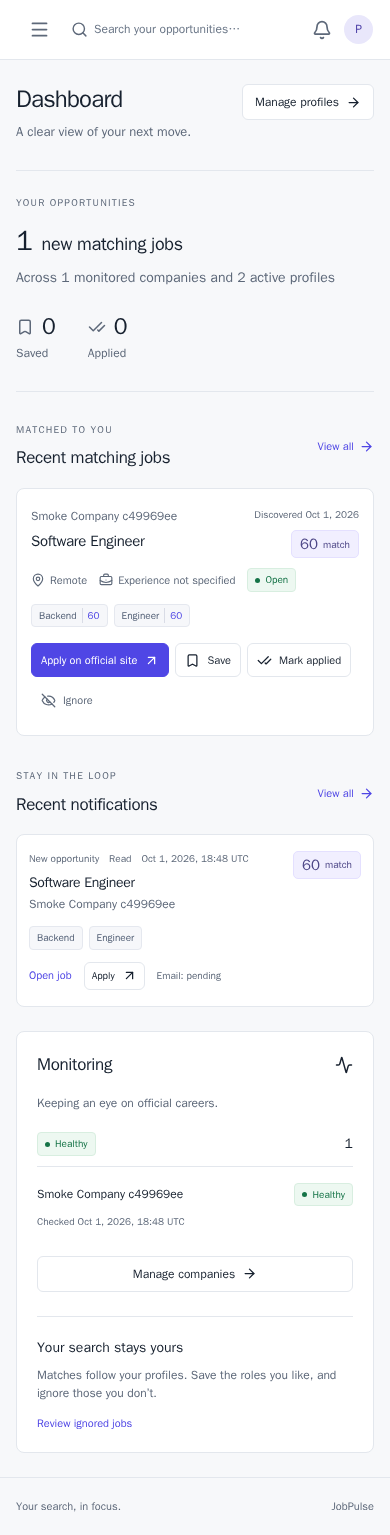 Search your opportunities…
P
Dashboard
Manage profiles
A clear view of your next move.
YOUR OPPORTUNITIES
1 new matching jobs
Across 1 monitored companies and 2 active profiles
0 0
Saved Applied
MATCHED TO YOU
Recent matching jobs
View all
Smoke Company c49969ee
Discovered Oct 1, 2026
Software Engineer
60 match
Remote Experience not specified Open
Backend 60 Engineer 60
Apply on official site Save Mark applied
Ignore
STAY IN THE LOOP
Recent notifications
View all
New opportunity Read Oct 1, 2026, 18:48 UTC
60 match
Software Engineer
Smoke Company c49969ee
Backend Engineer
Open job Apply Email: pending
Monitoring
Keeping an eye on official careers.
Healthy 1
Smoke Company c49969ee Healthy
Checked Oct 1, 2026, 18:48 UTC
Manage companies
Your search stays yours
Matches follow your profiles. Save the roles you like, and
ignore those you don't.
Review ignored jobs
Your search, in focus. JobPulse